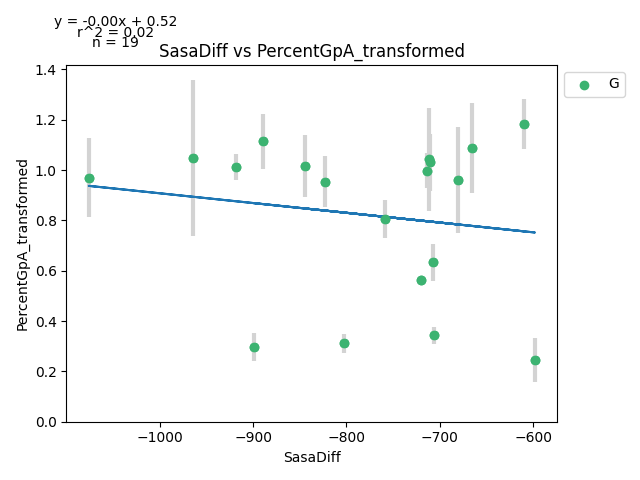 y = -0.00x + 0.52
r^2 = 0.02
n = 19
SasaDiff vs PercentGpA_transformed
G
PercentGpA_transformed
1.4
1.2
1.0
0.8
0.6
0.4
0.2
0.0
−1000
−900
−800
−700
−600
SasaDiff